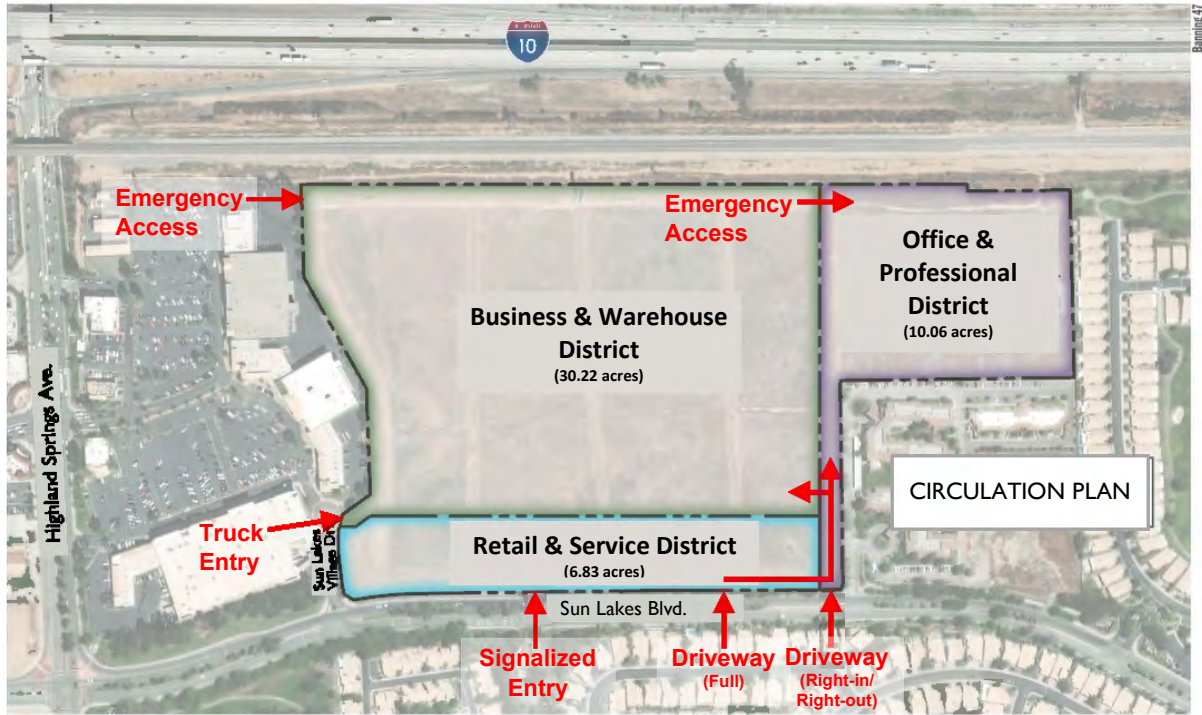 Banning 47
10
Emergency
Access
Emergency
Access
Office &
Professional
District
(10.06 acres)
Business & Warehouse
District
(30.22 acres)
Highland Springs Ave.
CIRCULATION PLAN
Truck
Entry
Sun Lakes
Village Dr
Retail & Service District
(6.83 acres)
Sun Lakes Blvd.
Signalized
Entry
Driveway
(Full)
Driveway
(Right-in/
Right-out)